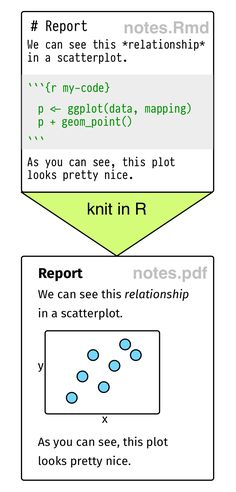 # Report
notes.Rmd
We can see this *relationship*
in a scatterplot.
```{r my-code}
p <- ggplot(data, mapping)
p + geom_point()
```
As you can see, this plot
looks pretty nice.
knit in R
Report
notes.pdf
We can see this relationship
in a scatterplot.
y
x
As you can see, this plot
looks pretty nice.